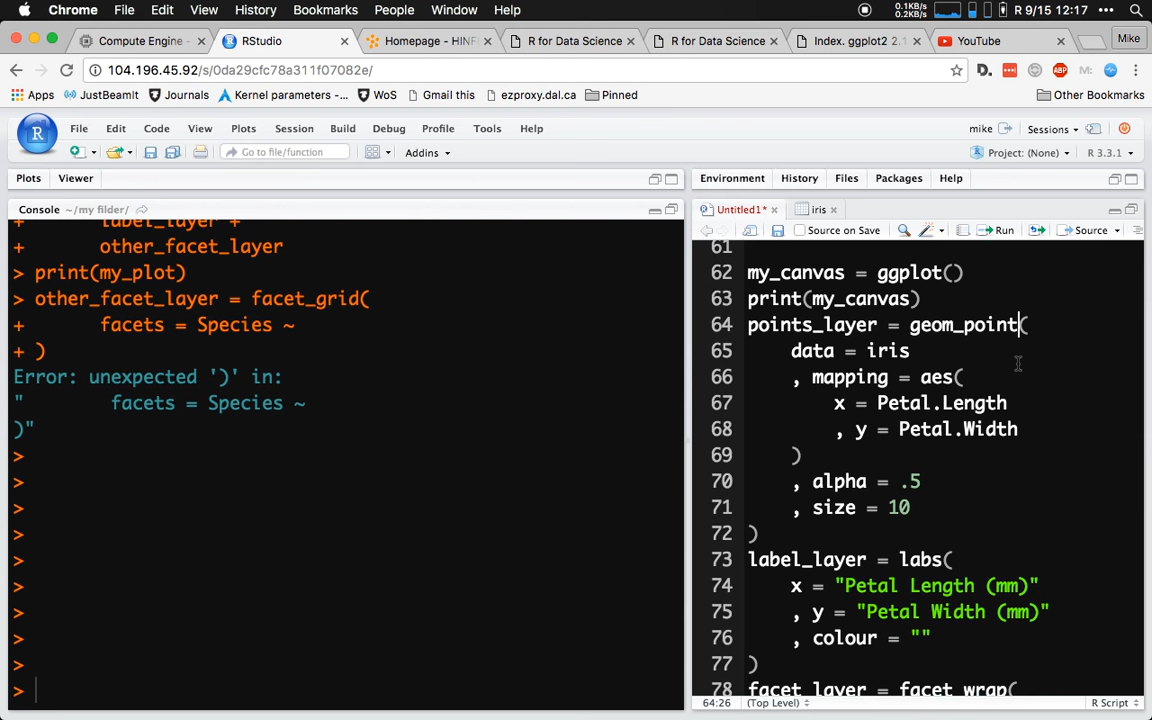 Chrome File Edit View History Bookmarks People Window Help 0.1KB/s 0.2KB/s R 9/15 12:17
Compute Engine - RStudio Homepage - HINF R for Data Science R for Data Science Index. ggplot2 2.1 YouTube Mike
104.196.45.92/s/0da29cfc78a311f07082e/ D. ABP M:
Apps JustBeamIt Journals Kernel parameters -... WoS Gmail this ezproxy.dal.ca Pinned Other Bookmarks
R File Edit Code View Plots Session Build Debug Profile Tools Help mike Sessions
Go to file/function Addins Project: (None) R 3.3.1
Plots Viewer
Environment History Files Packages Help
Console ~/my filder/
+ label_layer +
+ other_facet_layer
> print(my_plot)
> other_facet_layer = facet_grid(
+ facets = Species ~
+ )
Error: unexpected ')' in:
" facets = Species ~
)"
>
>
>
>
>
>
>
>
>
>
Untitled1* iris
Source on Save Run Source
61
62 my_canvas = ggplot()
63 print(my_canvas)
64 points_layer = geom_point(
65 data = iris
66 , mapping = aes(
67 x = Petal.Length
68 , y = Petal.Width
69 )
70 , alpha = .5
71 , size = 10
72 )
73 label_layer = labs(
74 x = "Petal Length (mm)"
75 , y = "Petal Width (mm)"
76 , colour = ""
77 )
78 facet_layer = facet_wrap(
64:26 (Top Level) R Script